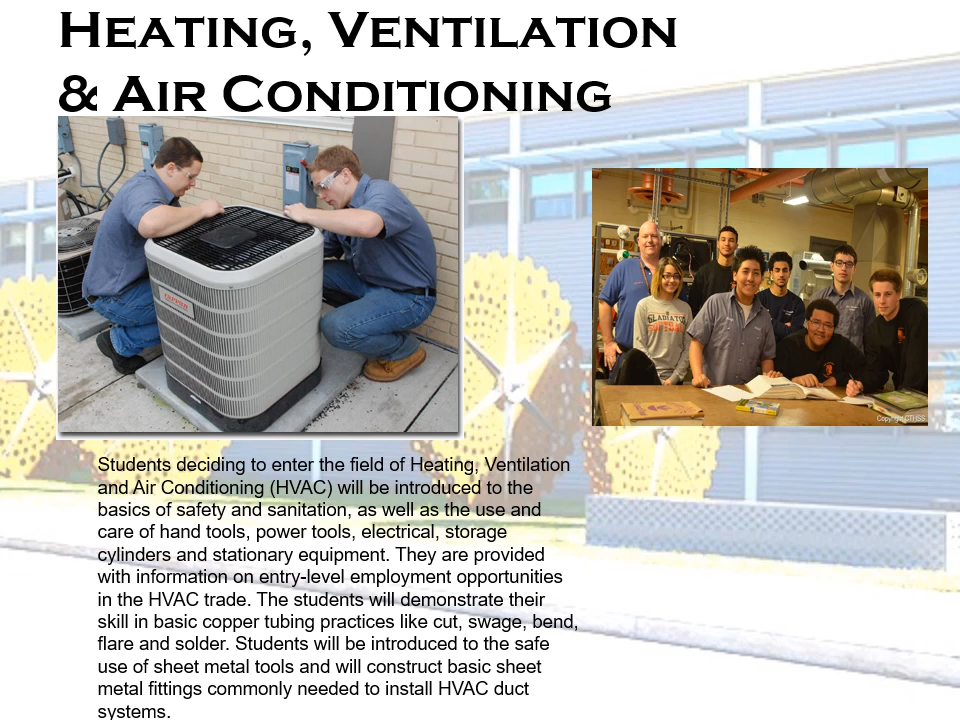 HEATING, VENTILATION
& AIR CONDITIONING
GLADIATORS
Copyright CTHSS
Students deciding to enter the field of Heating, Ventilation
and Air Conditioning (HVAC) will be introduced to the
basics of safety and sanitation, as well as the use and
care of hand tools, power tools, electrical, storage
cylinders and stationary equipment. They are provided
with information on entry-level employment opportunities
in the HVAC trade. The students will demonstrate their
skill in basic copper tubing practices like cut, swage, bend,
flare and solder. Students will be introduced to the safe
use of sheet metal tools and will construct basic sheet
metal fittings commonly needed to install HVAC duct
systems.